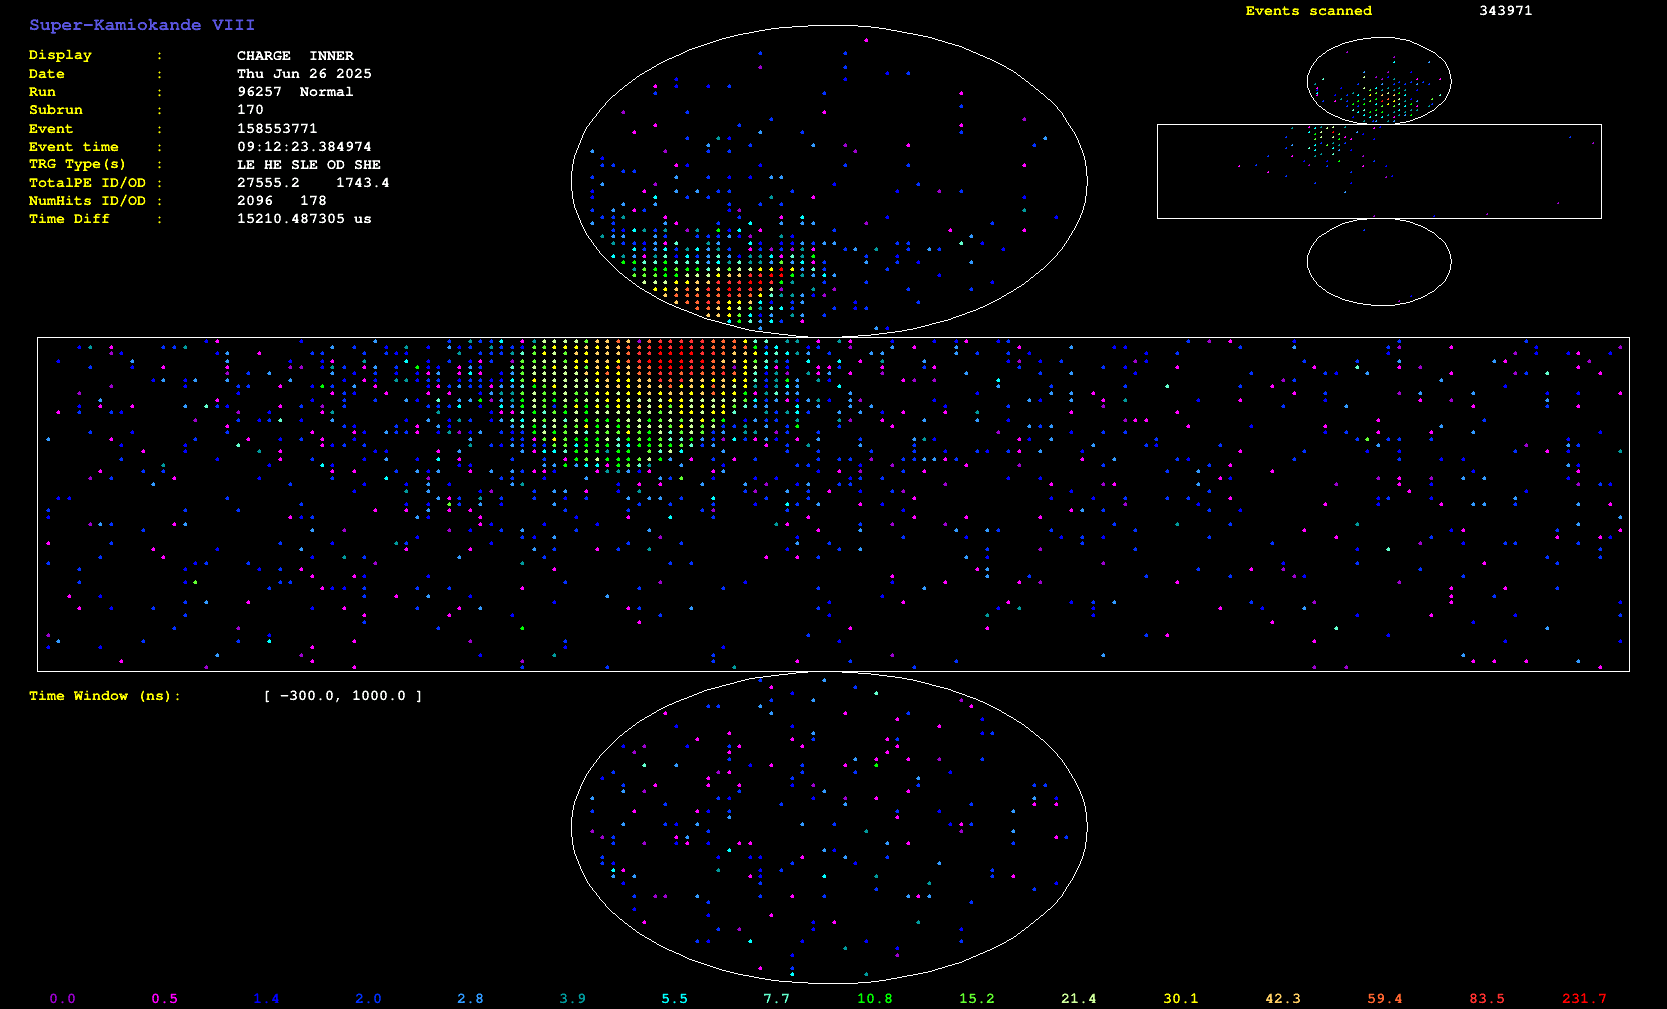 Super-Kamiokande VIII
Events scanned 343971
Display : CHARGE INNER
Date : Thu Jun 26 2025
Run : 96257 Normal
Subrun : 170
Event : 158553771
Event time : 09:12:23.384974
TRG Type(s) : LE HE SLE OD SHE
TotalPE ID/OD : 27555.2 1743.4
NumHits ID/OD : 2096 178
Time Diff : 15210.487305 us
Time Window (ns): [ -300.0, 1000.0 ]
0.0 0.5 1.4 2.0 2.8 3.9 5.5 7.7 10.8 15.2 21.4 30.1 42.3 59.4 83.5 231.7